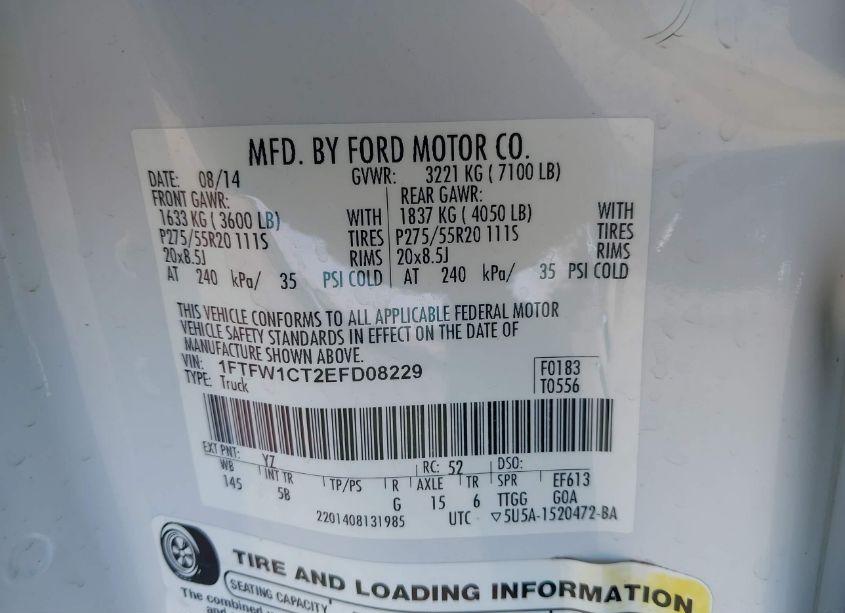 MFD. BY FORD MOTOR CO.
DATE: 08/14 GVWR: 3221 KG ( 7100 LB)
FRONT GAWR: REAR GAWR:
1633 KG ( 3600 LB) WITH 1837 KG ( 4050 LB) WITH
P275/55R20 111S TIRES P275/55R20 111S TIRES
20x8.5J RIMS 20x8.5J RIMS
AT 240 kPa/ 35 PSI COLD AT 240 kPa/ 35 PSI COLD
THIS VEHICLE CONFORMS TO ALL APPLICABLE FEDERAL MOTOR
VEHICLE SAFETY STANDARDS IN EFFECT ON THE DATE OF
MANUFACTURE SHOWN ABOVE.
VIN: 1FTFW1CT2EFD08229 F0183
TYPE: Truck T0556
EXT PNT: YZ RC: 52 DSO:
WB INT TR TP/PS R AXLE TR SPR EF613
145 5B G 15 6 TTGG GOA
2201408131985 UTC ▽5U5A-1520472-BA
TIRE AND LOADING INFORMATION
SEATING CAPACITY
The combined